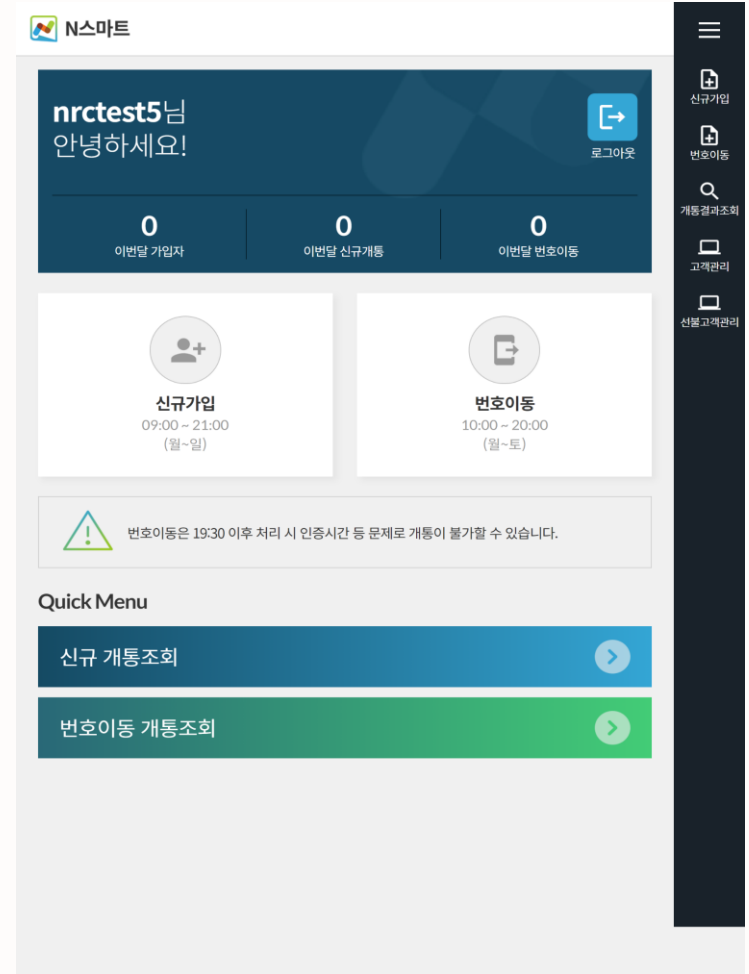 N스마트
nrctest5님
안녕하세요!
로그아웃
0
이번달 가입자
0
이번달 신규개통
0
이번달 번호이동
신규가입
09:00 ~ 21:00
(월~일)
번호이동
10:00 ~ 20:00
(월~토)
번호이동은 19:30 이후 처리 시 인증시간 등 문제로 개통이 불가할 수 있습니다.
Quick Menu
신규 개통조회
번호이동 개통조회
신규가입
번호이동
개통결과조회
고객관리
선불고객관리